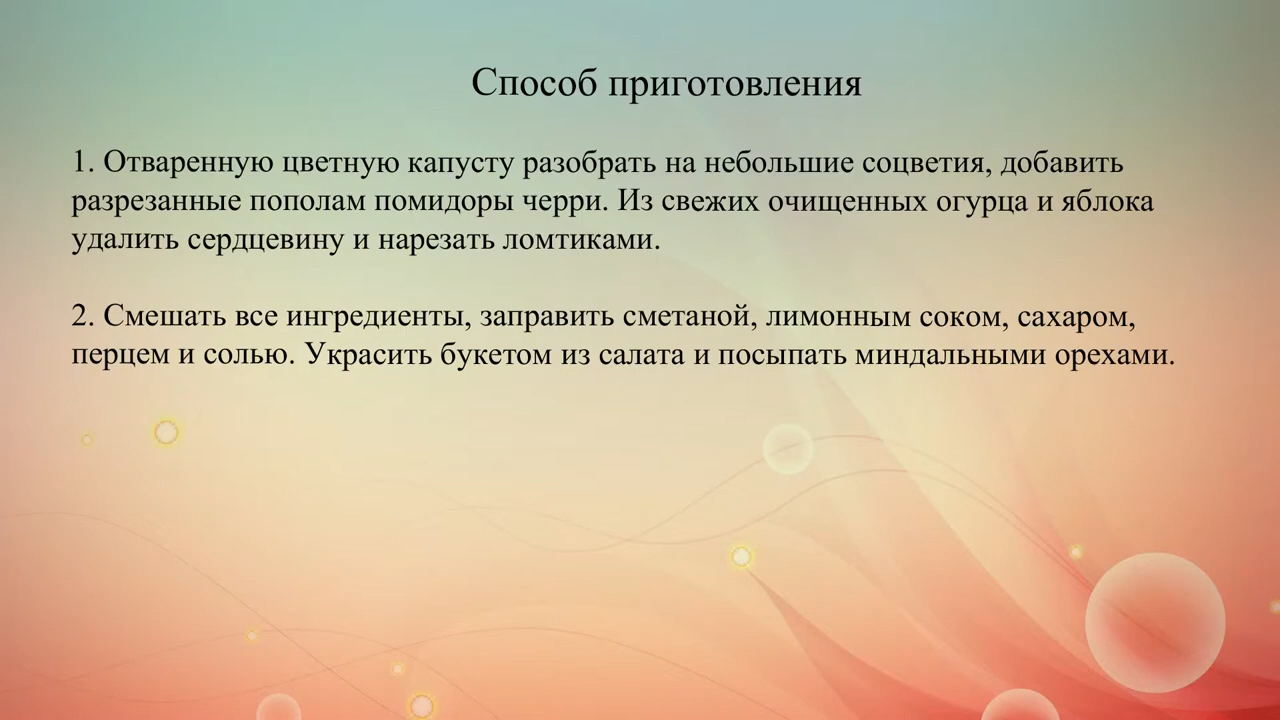 Способ приготовления
1. Отваренную цветную капусту разобрать на небольшие соцветия, добавить
разрезанные пополам помидоры черри. Из свежих очищенных огурца и яблока
удалить сердцевину и нарезать ломтиками.
2. Смешать все ингредиенты, заправить сметаной, лимонным соком, сахаром,
перцем и солью. Украсить букетом из салата и посыпать миндальными орехами.